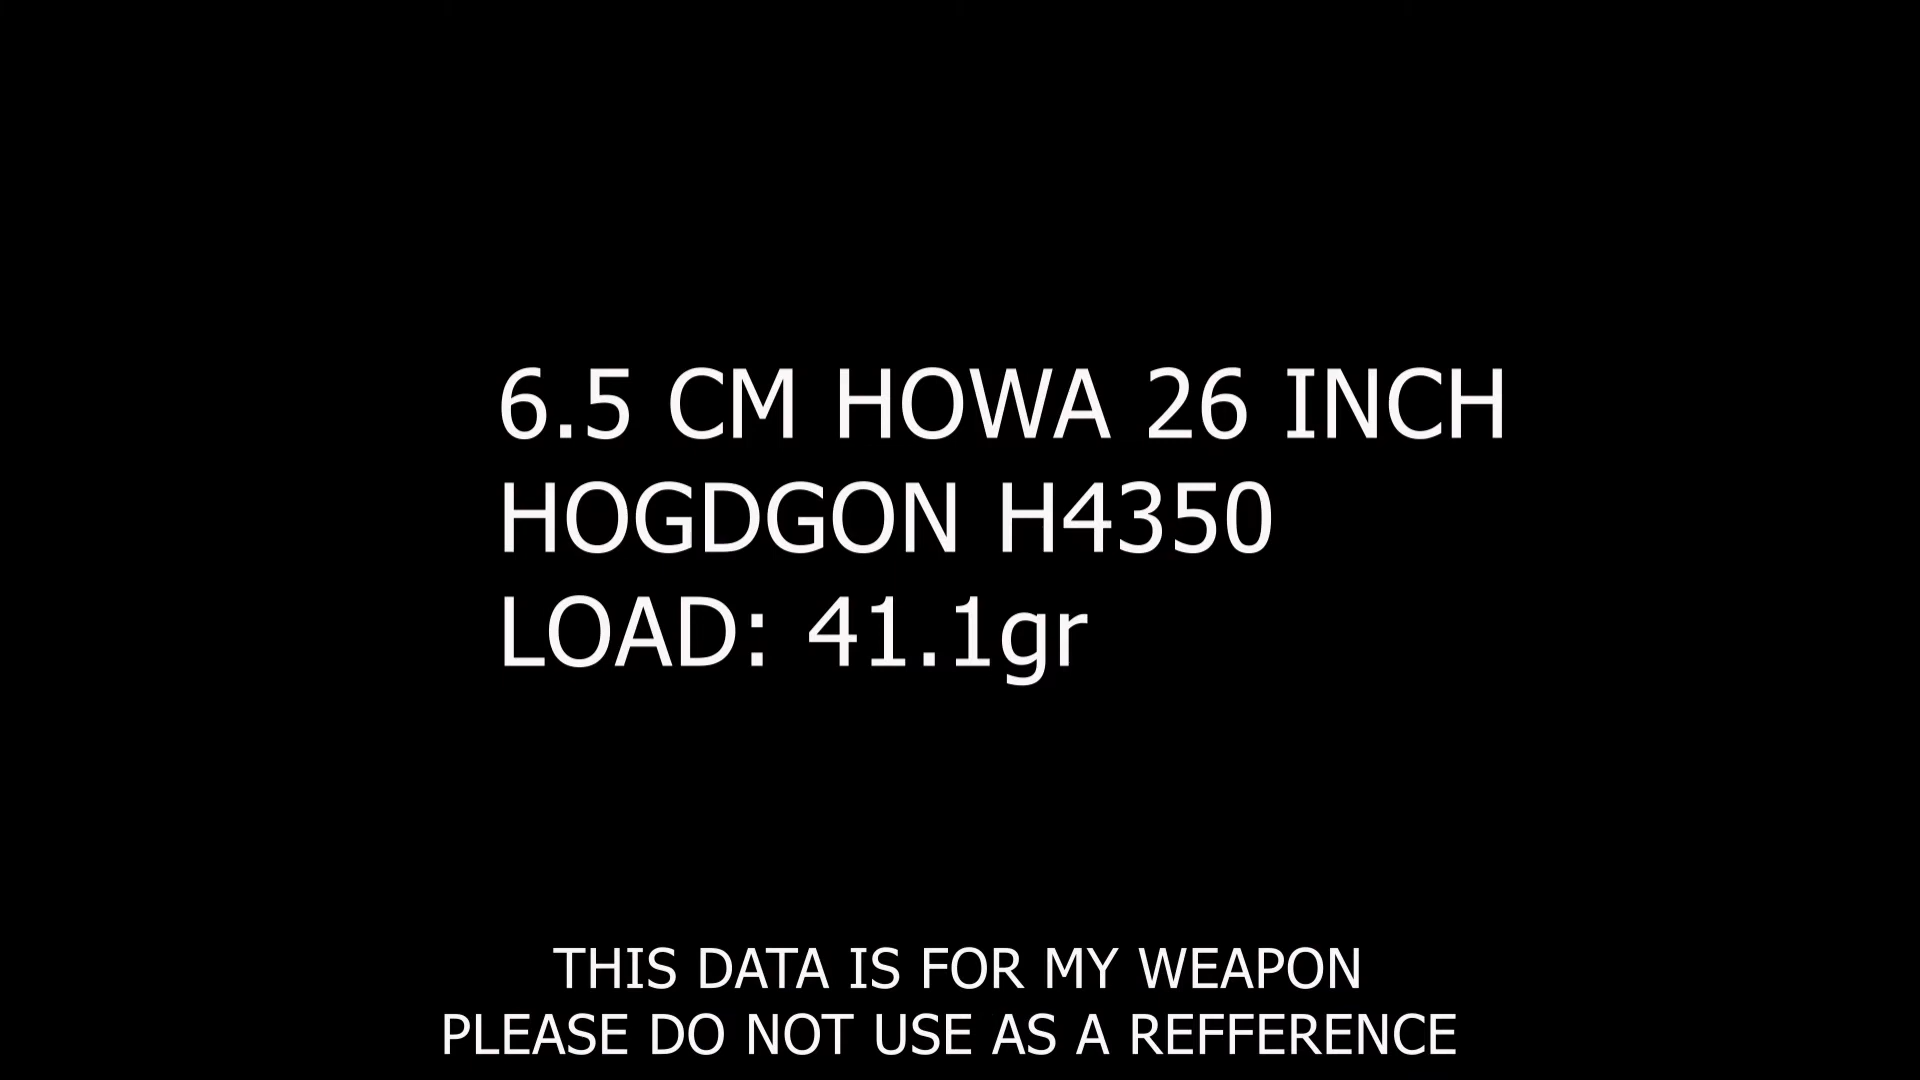 6.5 CM HOWA 26 INCH
HOGDGON H4350
LOAD: 41.1gr
THIS DATA IS FOR MY WEAPON
PLEASE DO NOT USE AS A REFFERENCE